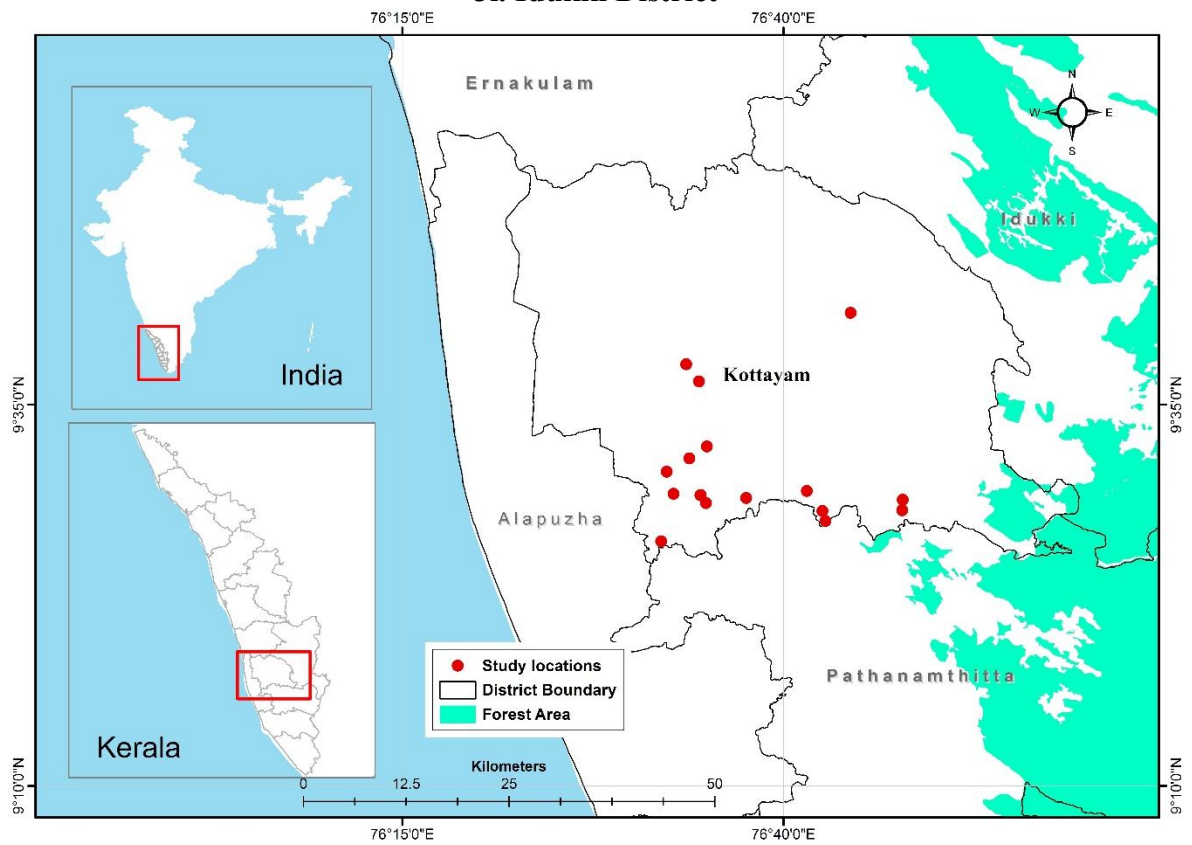 76°15'0"E
76°40'0"E
Ernakulam
N
W
E
S
Idukki
India
Kottayam
9°35'0"N
9°35'0"N
Alapuzha
Study locations
District Boundary
Forest Area
Pathanamthitta
Kerala
Kilometers
0
12.5
25
50
9°10'0"N
9°10'0"N
76°15'0"E
76°40'0"E